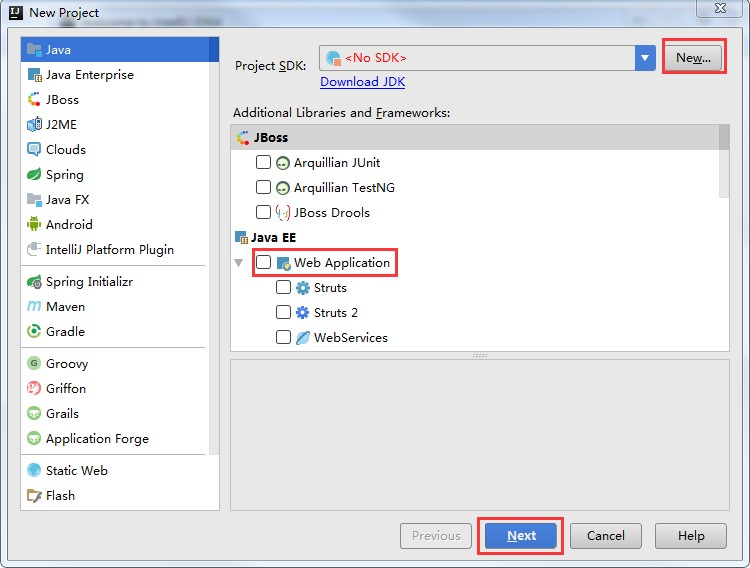 New Project
Java
Java Enterprise
JBoss
J2ME
Clouds
Spring
Java FX
Android
IntelliJ Platform Plugin
Spring Initializr
Maven
Gradle
Groovy
Griffon
Grails
Application Forge
Static Web
Flash
Project SDK: <No SDK> New...
Download JDK
Additional Libraries and Frameworks:
JBoss
Arquillian JUnit
Arquillian TestNG
JBoss Drools
Java EE
Web Application
Struts
Struts 2
WebServices
Previous Next Cancel Help